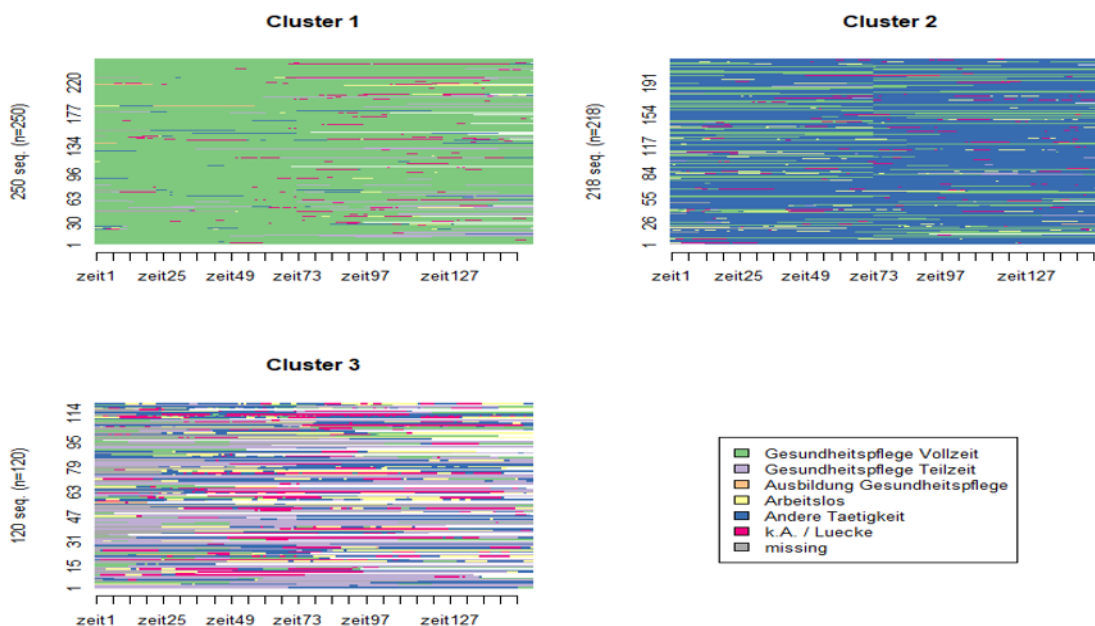 Cluster 1
250 seq. (n=250)
1 30 63 96 134 177 220
zeit1 zeit25 zeit49 zeit73 zeit97 zeit127
Cluster 2
218 seq. (n=218)
1 26 55 84 117 154 191
zeit1 zeit25 zeit49 zeit73 zeit97 zeit127
Cluster 3
120 seq. (n=120)
1 15 31 47 63 79 95 114
zeit1 zeit25 zeit49 zeit73 zeit97 zeit127
Gesundheitspflege Vollzeit
Gesundheitspflege Teilzeit
Ausbildung Gesundheitspflege
Arbeitslos
Andere Taetigkeit
k.A. / Luecke
missing